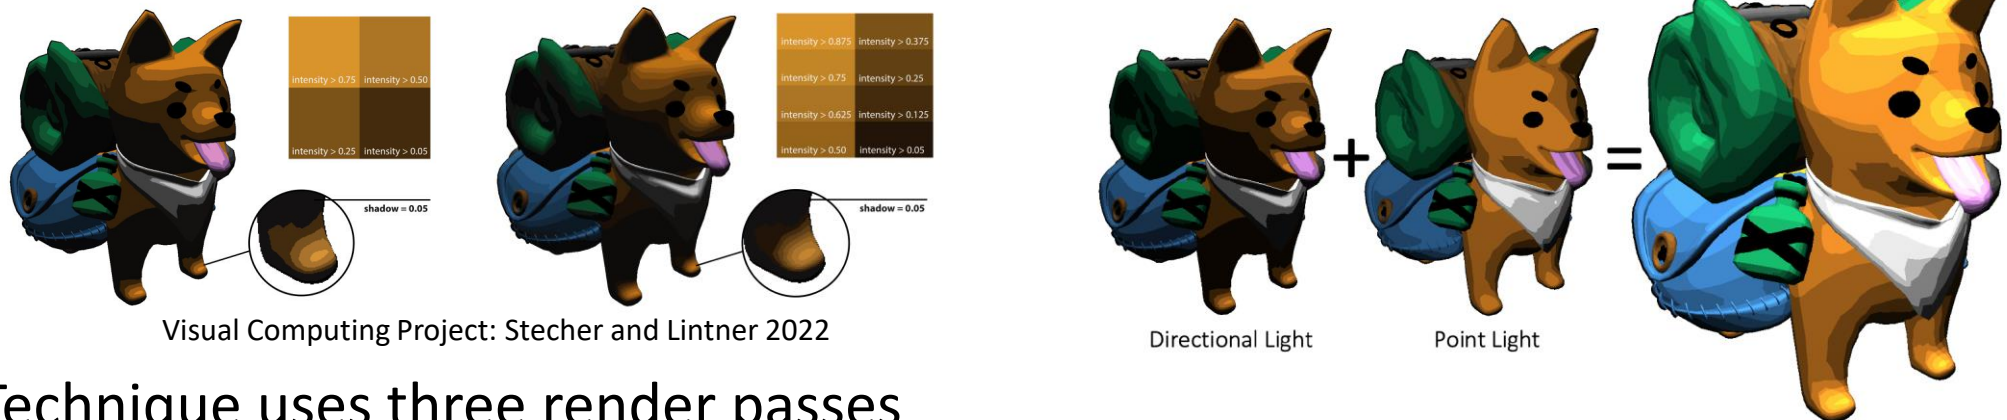 intensity > 0.75 intensity > 0.50
intensity > 0.25 intensity > 0.05
shadow = 0.05
intensity > 0.875 intensity > 0.375
intensity > 0.75 intensity > 0.25
intensity > 0.625 intensity > 0.125
intensity > 0.50 intensity > 0.05
shadow = 0.05
Visual Computing Project: Stecher and Lintner 2022
+ =
Directional Light
Point Light
Technique uses three render passes